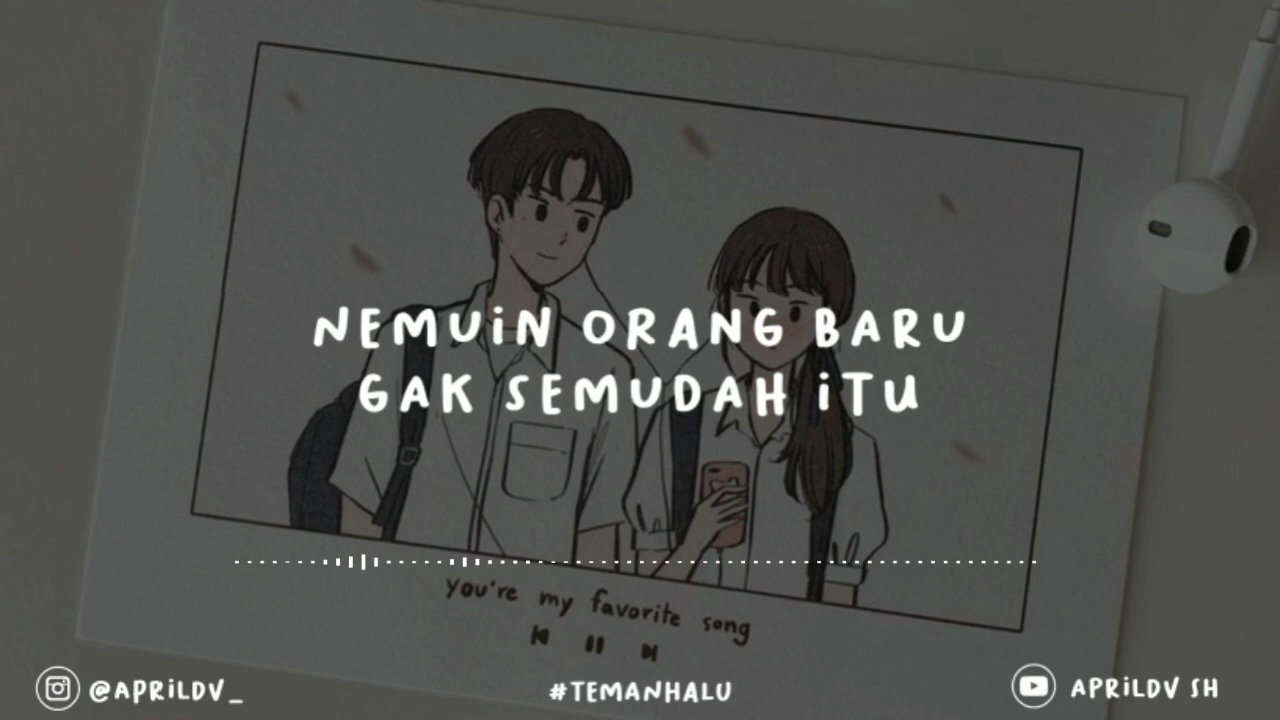 NEMUiN ORANG BARU
GAK SEMUDAH iTU
you're my favorite song
@APRiLDV_
#TEMANHALU
APRiLDV SH